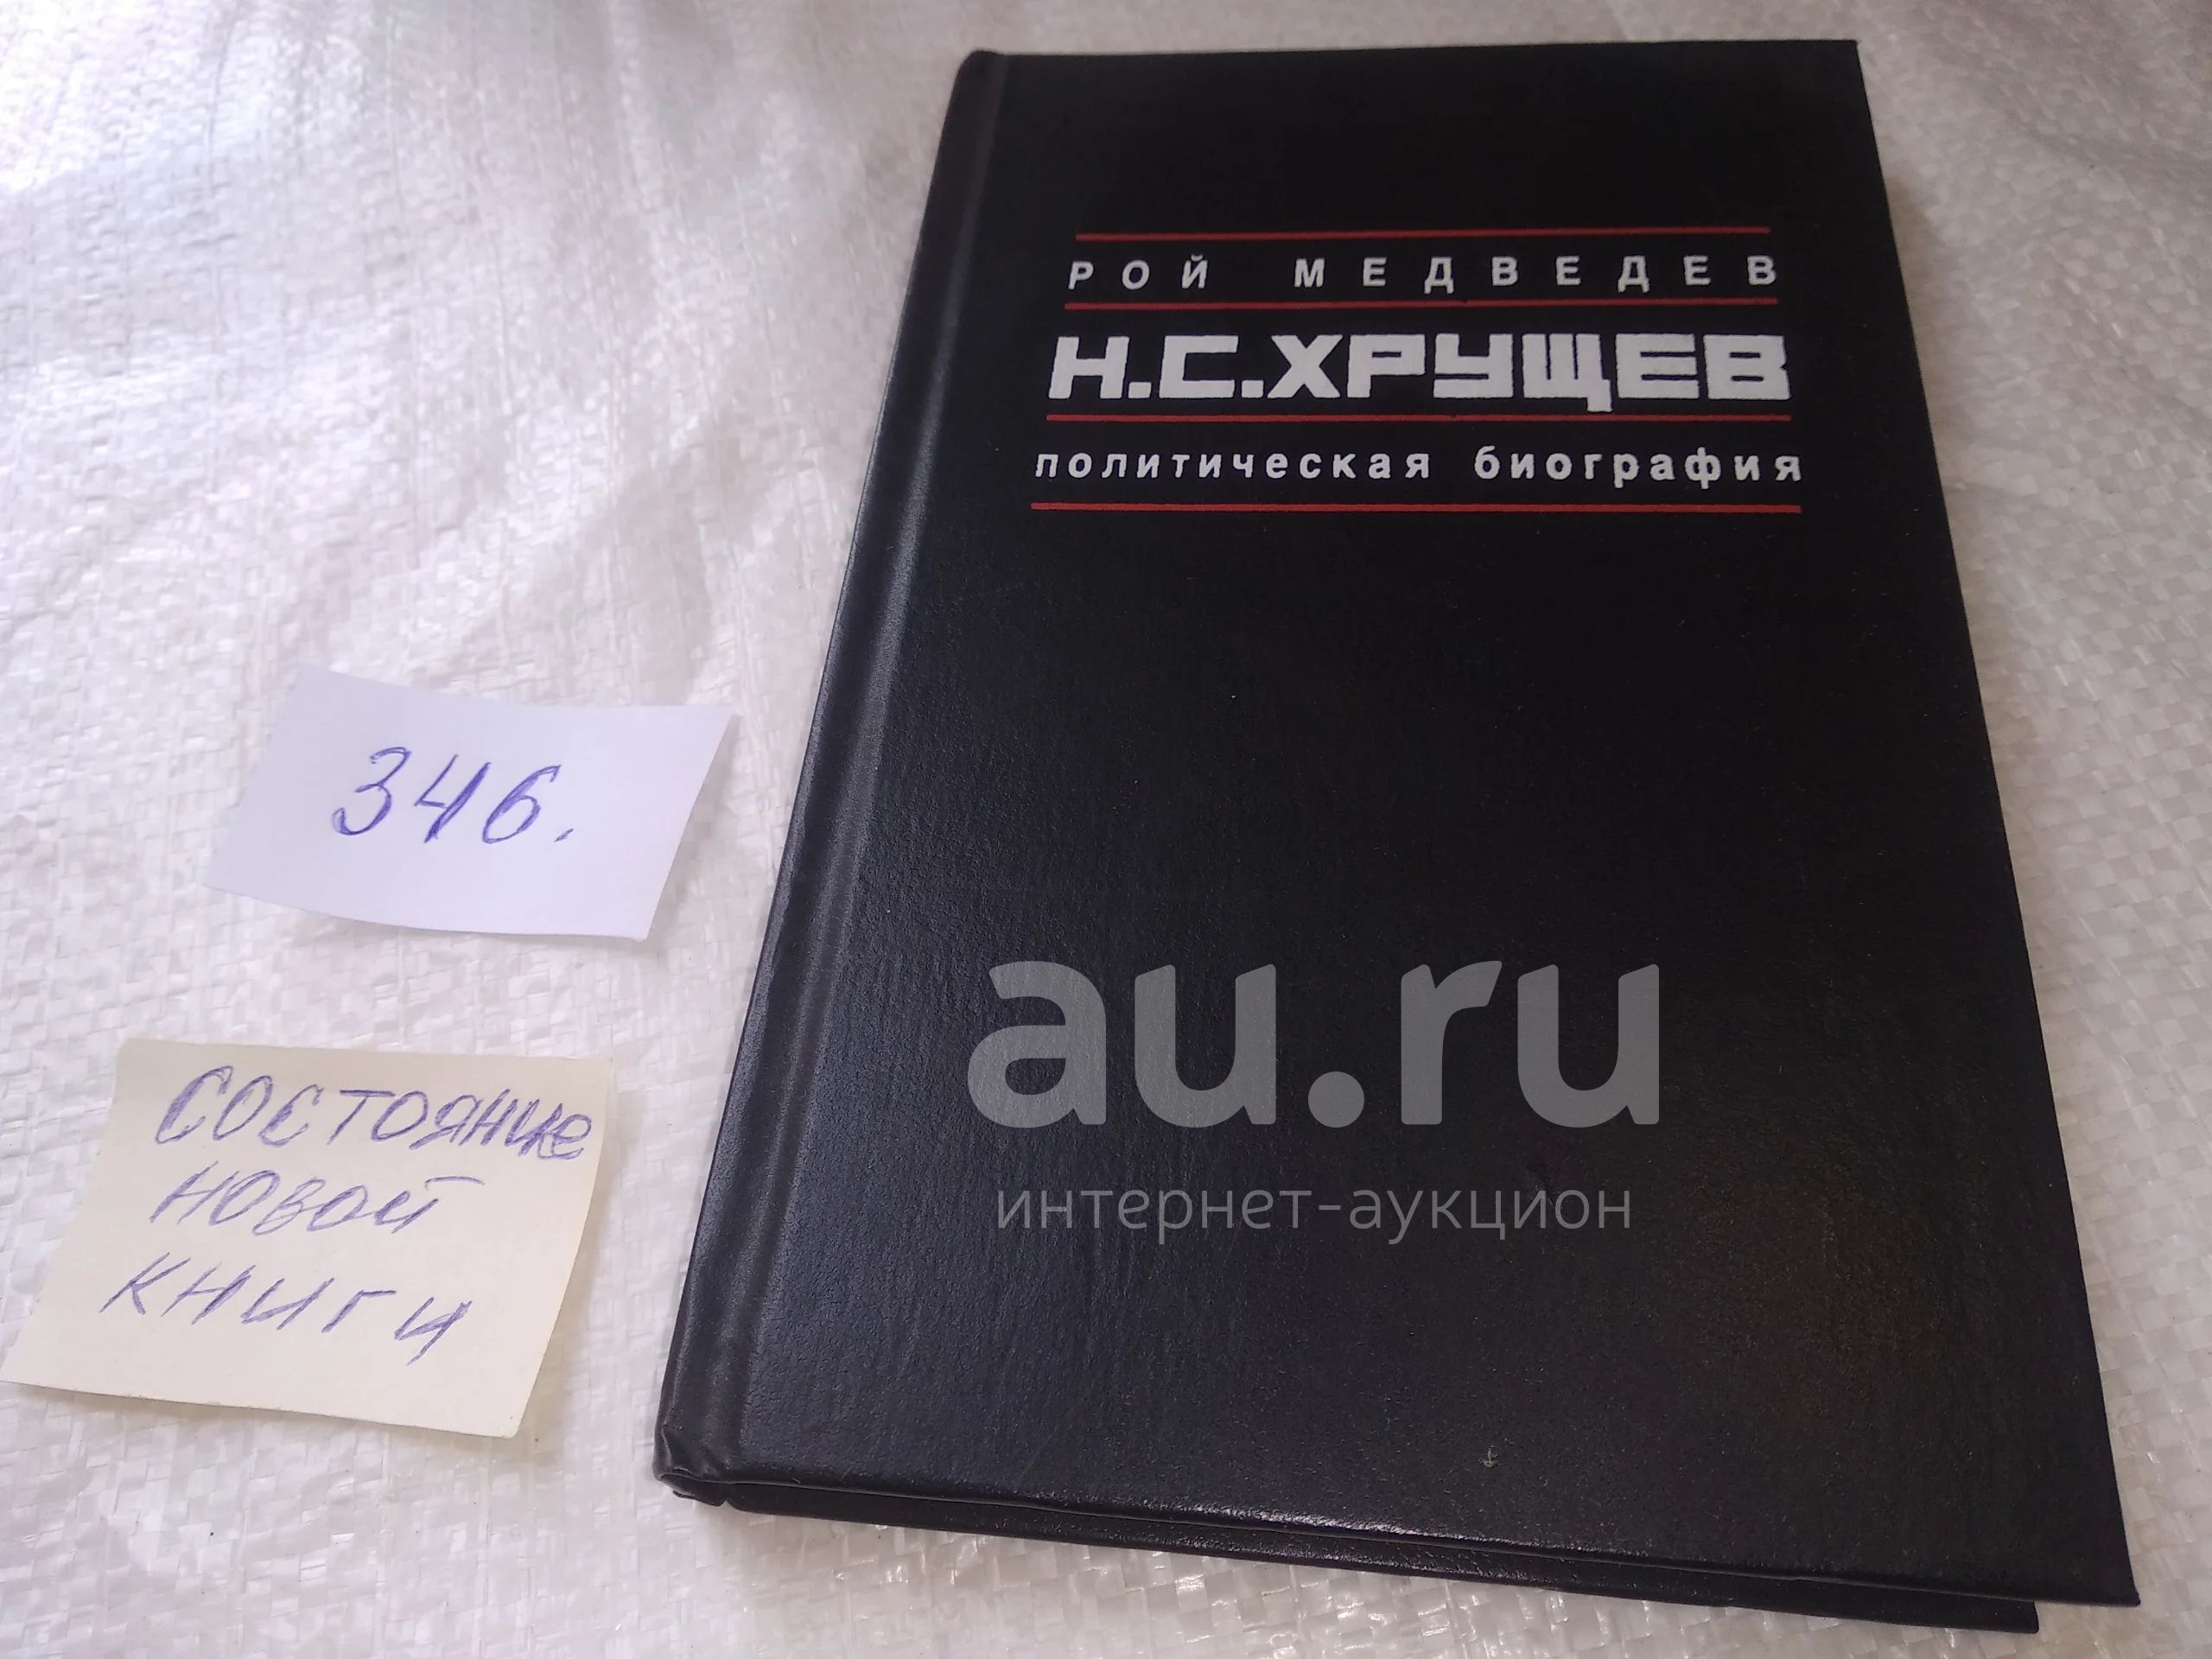 РОЙ МЕДВЕДЕВ
Н.С.ХРУЩЕВ
политическая биография
346.
СОСТОЯНИЕ
НОВОЙ
КНИГИ
au.ru
интернет-аукцион